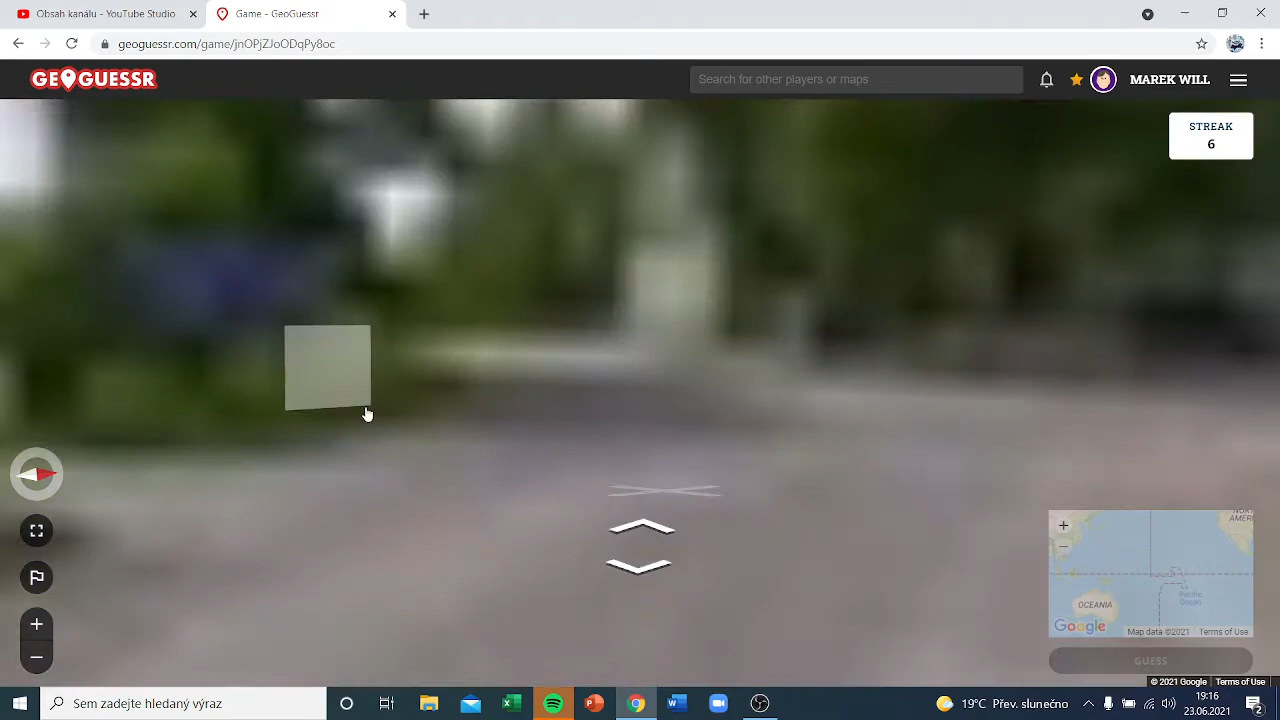 Obsah kanálu - YouTube Studio
Game - GeoGuessr
geoguessr.com/game/jnOPjZJoODqPy8oc
GEOGUESSR
Search for other players or maps
MAREK WILL
STREAK
6
AMERI
OCEANIA
Pacific
Ocean
Google
Map data ©2021
Terms of Use
GUESS
© 2021 Google
Terms of Use
Sem zadejte hledaný výraz
19°C Přev. slunečno
19:16
23.06.2021
2